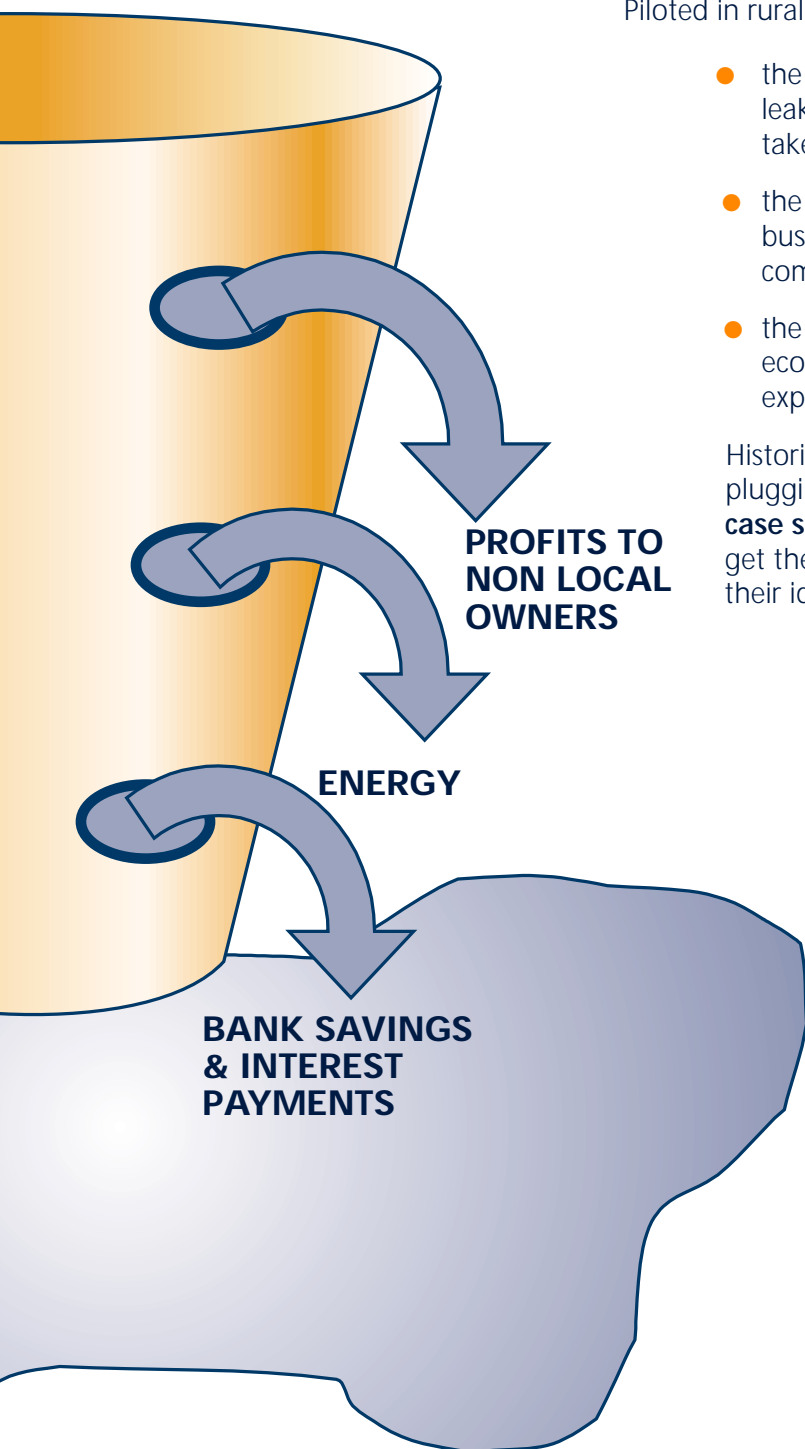 Piloted in rural
the
leak
take
the
bus
com
the
eco
exp
Histori
pluggi
case s
get the
their ic
PROFITS TO
NON LOCAL
OWNERS
ENERGY
BANK SAVINGS
& INTEREST
PAYMENTS